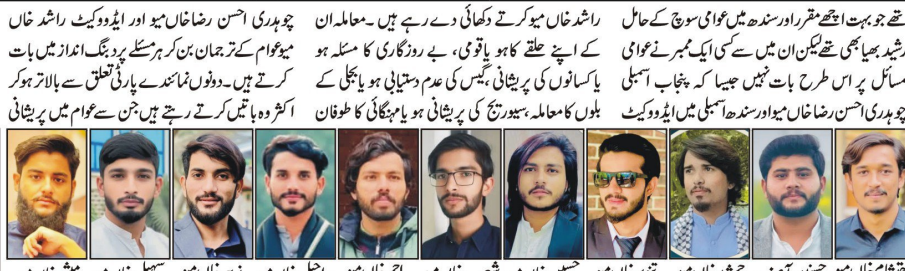 تھے جو بہت اچھے مقرر اور سندھ میں عوامی سوچ کے حامل
رشید بھیا بھی تھے لیکن ان میں سے کسی ایک ممبر نے عوامی
مسائل پر اس طرح بات نہیں جیسا کہ پنجاب اسمبلی
چوہدری احسن رضا خاں میو اور سندھ اسمبلی میں ایڈووکیٹ
راشد خاں میو کرتے دکھائی دے رہے ہیں ۔ معاملہ ان
کے اپنے حلقے کا ہو یا قومی، بے روزگاری کا مسئلہ ہو
یا کسانوں کی پریشانی، گیس کی عدم دستیابی ہو یا بجلی کے
بلوں کا معاملہ، سیوریج کی پریشانی ہو یا مہنگائی کا طوفان
چوہدری احسن رضا خاں میو اور ایڈووکیٹ راشد خاں
میو عوام کے ترجمان بن کر ہر مسئلے پر دبنگ انداز میں بات
کرتے ہیں۔ دونوں نمائندے پارٹی تعلق سے بالاتر ہو کر
اکثر وہ باتیں کرتے رہتے ہیں جن سے عوام میں پریشانی